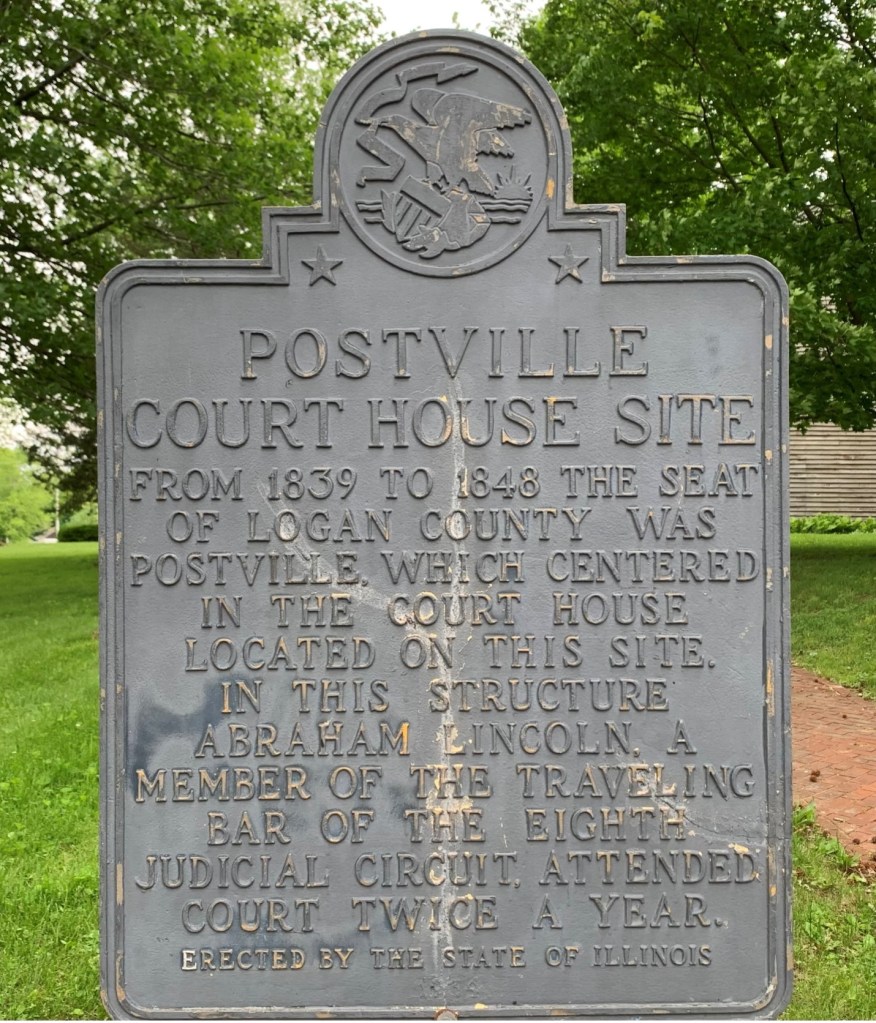 POSTVILLE
COURT HOUSE SITE
FROM 1839 TO 1848 THE SEAT
OF LOGAN COUNTY WAS
POSTVILLE, WHICH CENTERED
IN THE COURT HOUSE
LOCATED ON THIS SITE.
IN THIS STRUCTURE
ABRAHAM LINCOLN, A
MEMBER OF THE TRAVELING
BAR OF THE EIGHTH
JUDICIAL CIRCUIT, ATTENDED
COURT TWICE A YEAR.
ERECTED BY THE STATE OF ILLINOIS